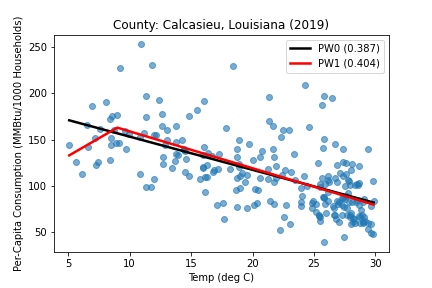 County: Calcasieu, Louisiana (2019)
Per-Capita Consumption (MMBtu/1000 Households)
250
200
150
100
50
PW0 (0.387)
PW1 (0.404)
5
10
15
20
25
30
Temp (deg C)